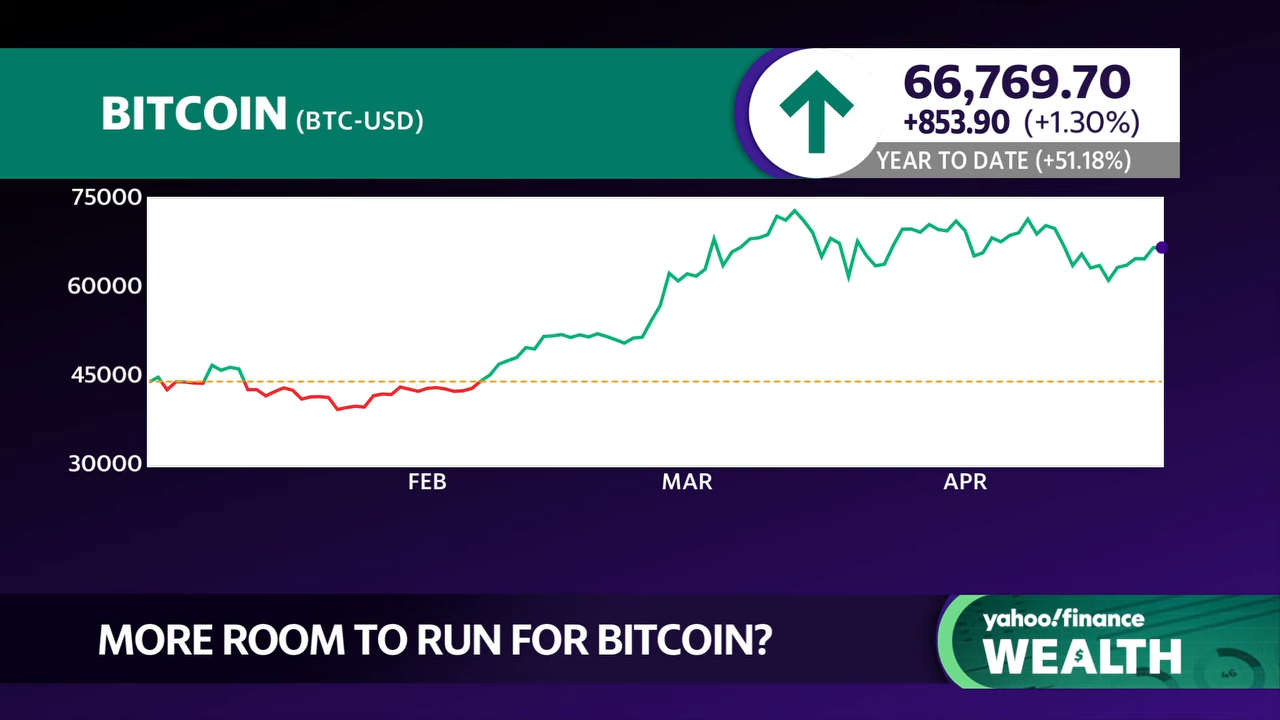 BITCOIN (BTC-USD)
66,769.70
+853.90 (+1.30%)
YEAR TO DATE (+51.18%)
75000
60000
45000
30000
FEB MAR APR
MORE ROOM TO RUN FOR BITCOIN?
yahoo!finance
WEALTH